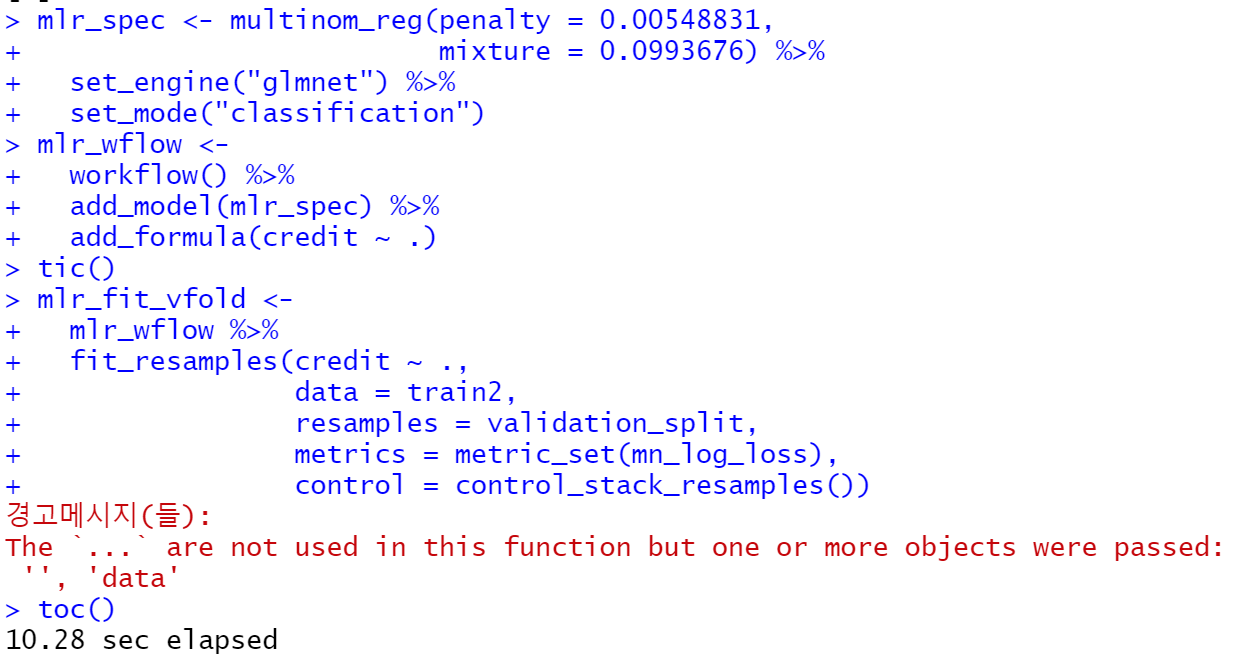 > mlr_spec <- multinom_reg(penalty = 0.00548831,
+                          mixture = 0.0993676) %>%
+   set_engine("glmnet") %>%
+   set_mode("classification")
> mlr_wflow <-
+   workflow() %>%
+   add_model(mlr_spec) %>%
+   add_formula(credit ~ .)
> tic()
> mlr_fit_vfold <-
+   mlr_wflow %>%
+   fit_resamples(credit ~ .,
+                 data = train2,
+                 resamples = validation_split,
+                 metrics = metric_set(mn_log_loss),
+                 control = control_stack_resamples())
경고메시지(들):
The `...` are not used in this function but one or more objects were passed:
 '', 'data'
> toc()
10.28 sec elapsed